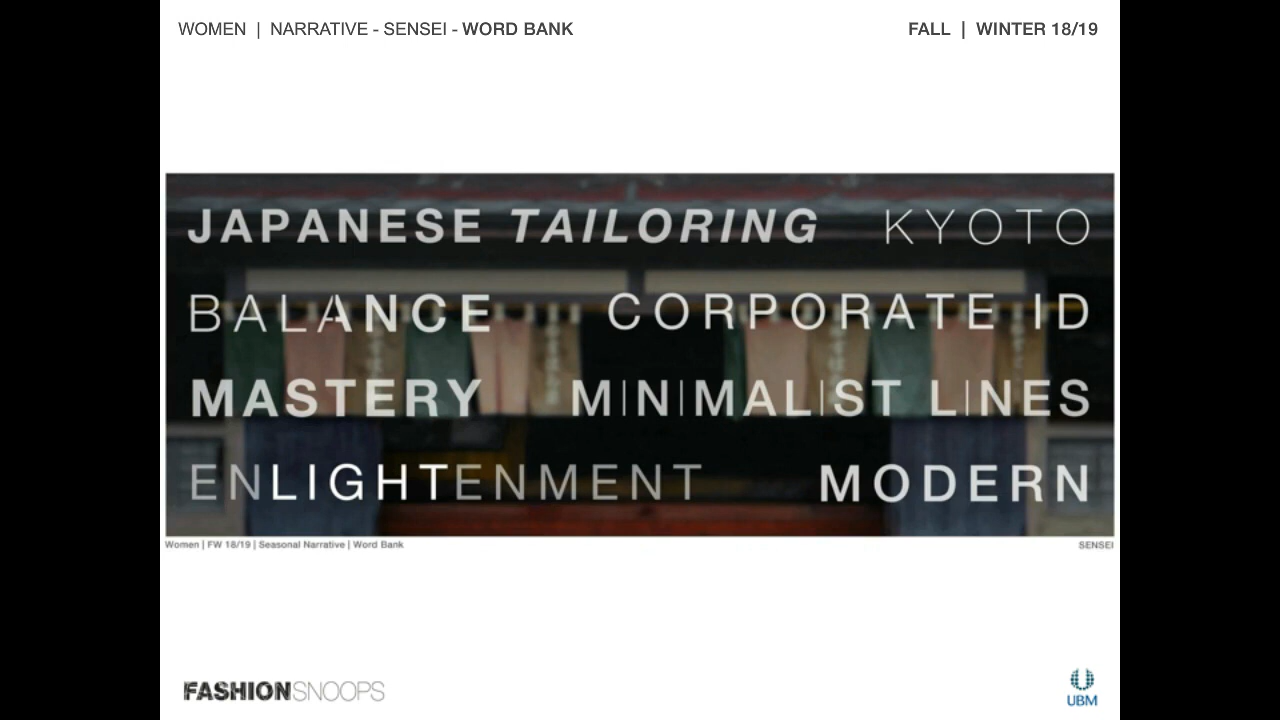 WOMEN | NARRATIVE - SENSEI - WORD BANK
FALL | WINTER 18/19
JAPANESE TAILORING KYOTO
BALANCE CORPORATE ID
MASTERY MINIMALIST LINES
ENLIGHTENMENT MODERN
Women | FW 18/19 | Seasonal Narrative | Word Bank
SENSEI
FASHIONSNOOPS
UBM